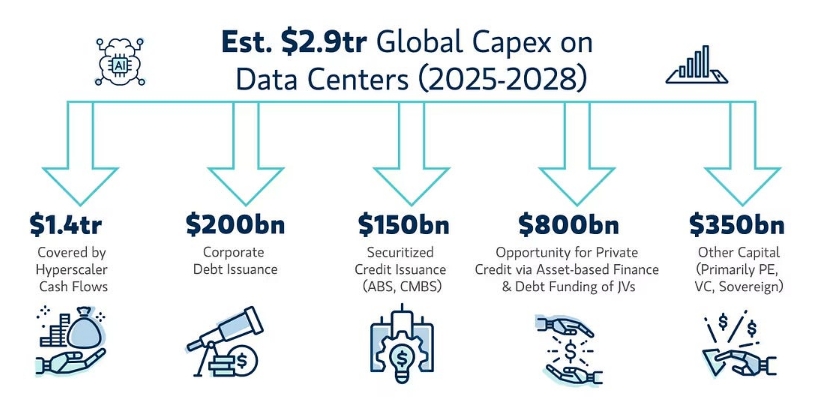 AI
Est. $2.9tr Global Capex on
Data Centers (2025-2028)
$1.4tr
Covered by
Hyperscaler
Cash Flows
$200bn
Corporate
Debt Issuance
$150bn
Securitized
Credit Issuance
(ABS, CMBS)
$800bn
Opportunity for Private
Credit via Asset-based Finance
& Debt Funding of JVs
$350bn
Other Capital
(Primarily PE,
VC, Sovereign)
$
$
$
$
$